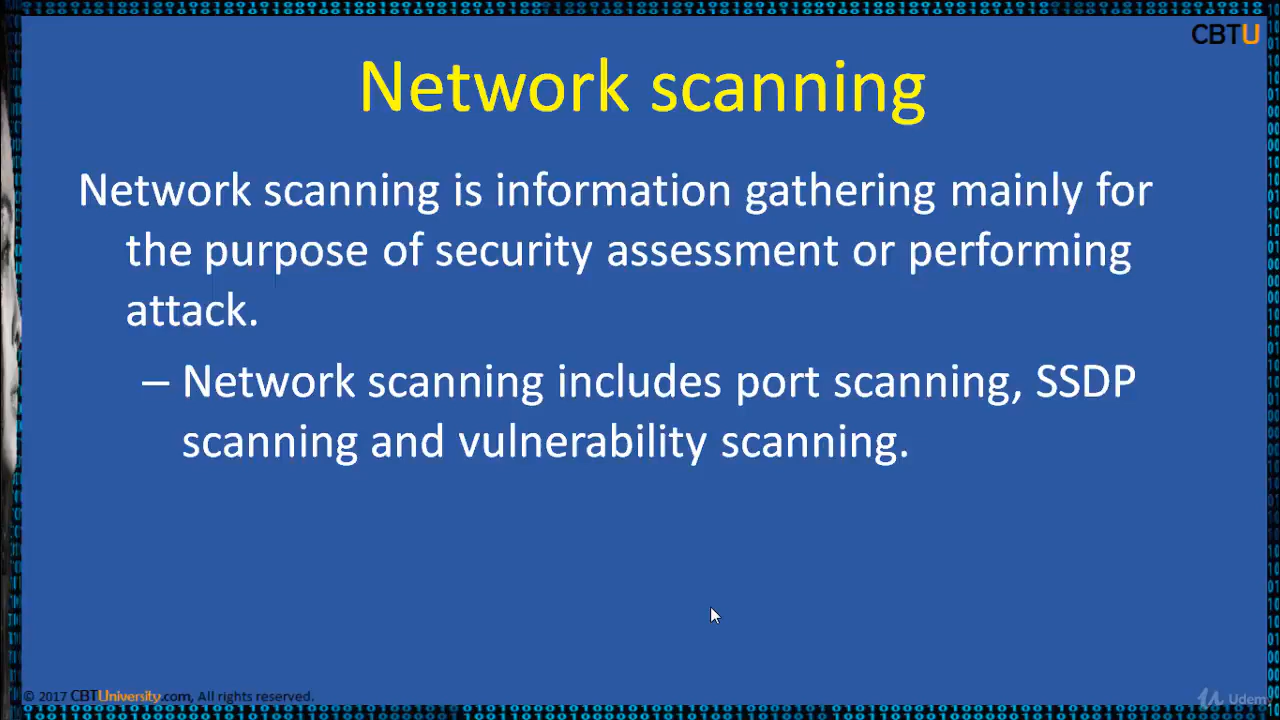 CBTU
Network scanning
Network scanning is information gathering mainly for
the purpose of security assessment or performing
attack.
– Network scanning includes port scanning, SSDP
scanning and vulnerability scanning.
© 2017 CBTUniversity.com, All rights reserved.
Udemy